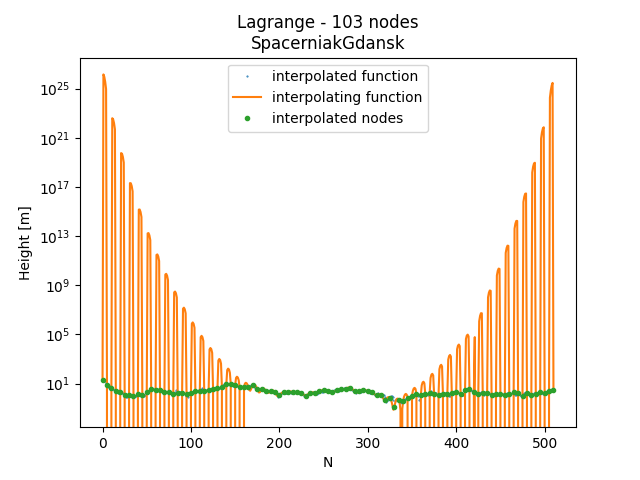 Lagrange - 103 nodes
SpacerniakGdansk
interpolated function
interpolating function
interpolated nodes
Height [m]
10^25
10^21
10^17
10^13
10^9
10^5
10^1
0 100 200 300 400 500
N